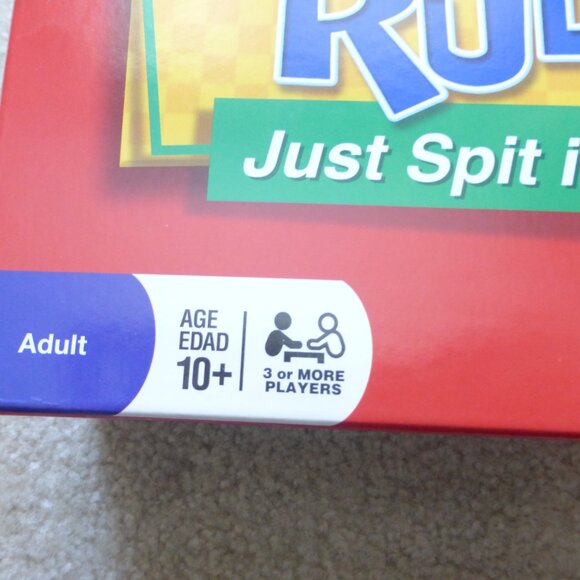 Just Spit i
Adult
AGE
EDAD
10+
3 or MORE
PLAYERS